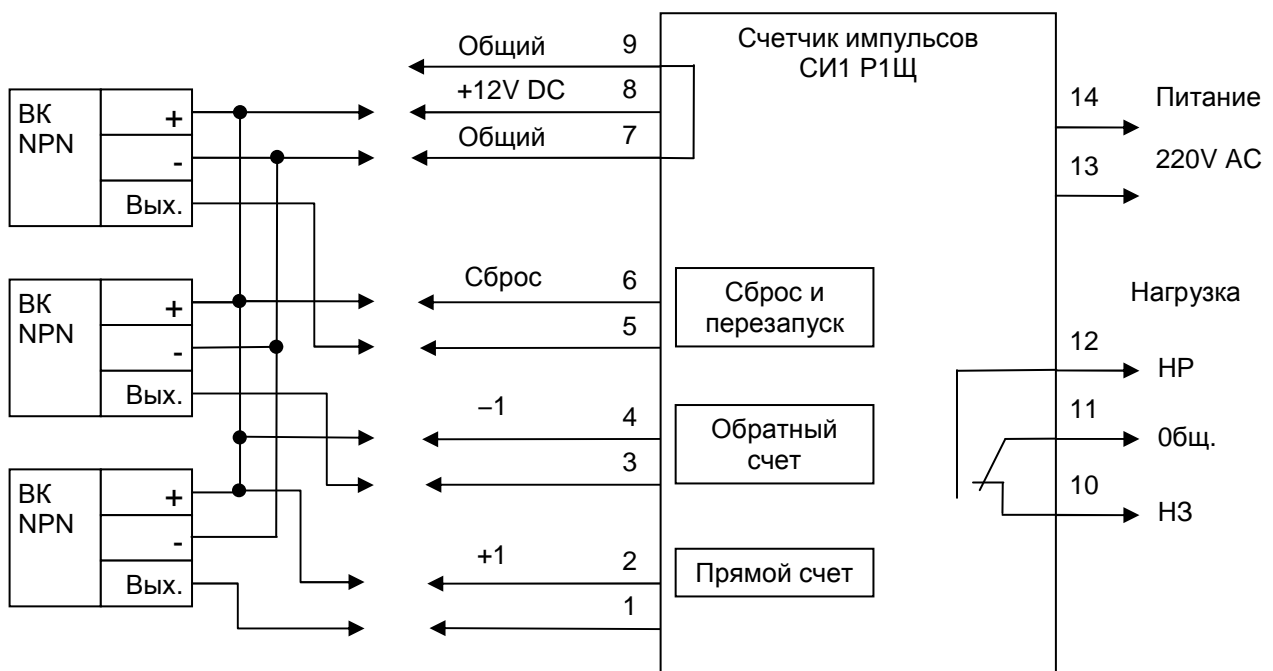 Общий 9
+12V DC 8
Общий 7
Счетчик импульсов
СИ1 Р1Щ
14 Питание
13 220V AC
ВК
NPN
+
-
Вых.
ВК
NPN
+
-
Вых.
ВК
NPN
+
-
Вых.
Сброс 6
5
Сброс и
перезапуск
–1 4
3
Обратный
счет
+1 2
1
Прямой счет
Нагрузка
12 НР
11 0бщ.
10 НЗ